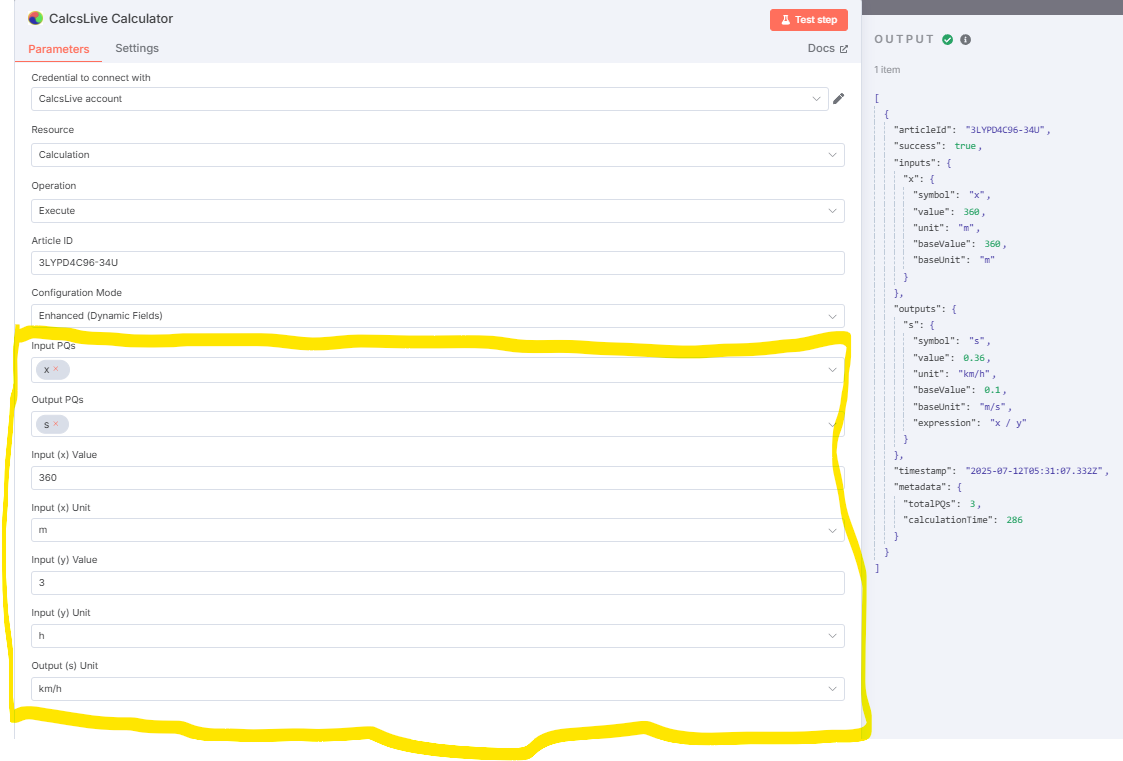 CalcsLive Calculator
Test step
Parameters
Settings
Docs
Credential to connect with
CalcsLive account
Resource
Calculation
Operation
Execute
Article ID
3LYPD4C96-34U
Configuration Mode
Enhanced (Dynamic Fields)
Input PQs
x ×
Output PQs
s ×
Input (x) Value
360
Input (x) Unit
m
Input (y) Value
3
Input (y) Unit
h
Output (s) Unit
km/h
OUTPUT
1 item
[
{
"articleId": "3LYPD4C96-34U",
"success": true,
"inputs": {
"x": {
"symbol": "x",
"value": 360,
"unit": "m",
"baseValue": 360,
"baseUnit": "m"
}
},
"outputs": {
"s": {
"symbol": "s",
"value": 0.36,
"unit": "km/h",
"baseValue": 0.1,
"baseUnit": "m/s",
"expression": "x / y"
}
},
"timestamp": "2025-07-12T05:31:07.332Z",
"metadata": {
"totalPQs": 3,
"calculationTime": 286
}
}
]